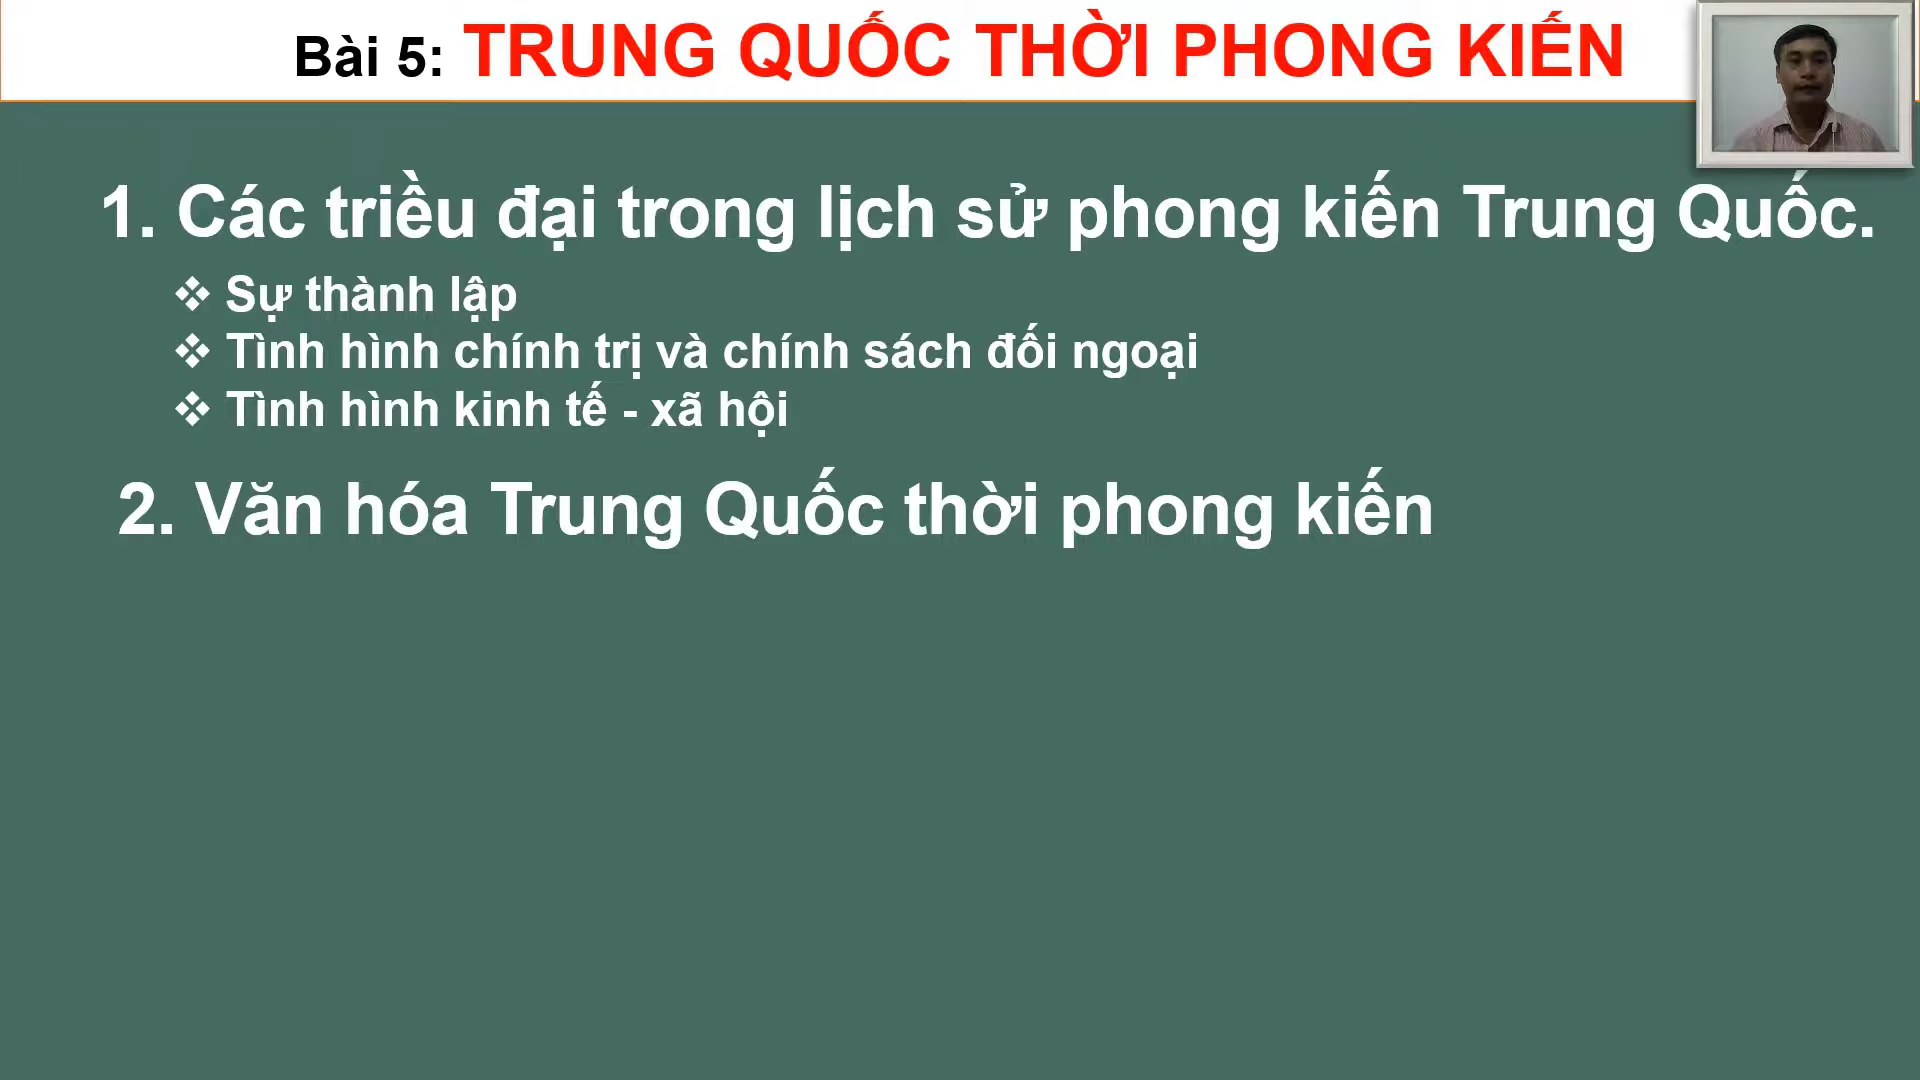 Bài 5: TRUNG QUỐC THỜI PHONG KIẾN
1. Các triều đại trong lịch sử phong kiến Trung Quốc.
❖ Sự thành lập
❖ Tình hình chính trị và chính sách đối ngoại
❖ Tình hình kinh tế - xã hội
2. Văn hóa Trung Quốc thời phong kiến